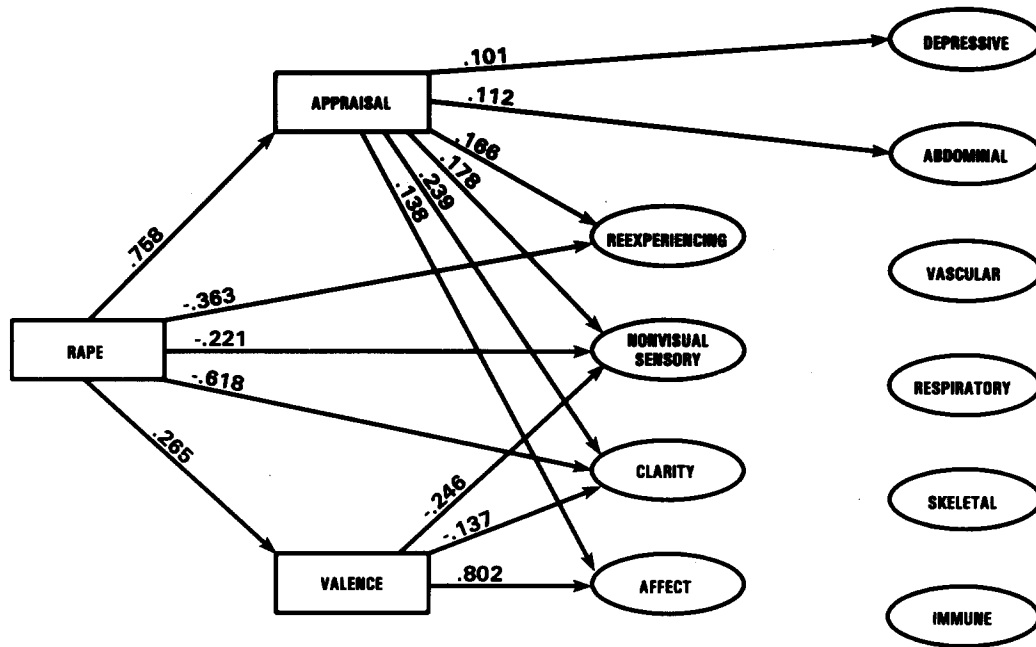 DEPRESSIVE
.101
APPRAISAL
.112
ABDOMINAL
.166
.178
.239
.138
REEXPERIENCING
.758
-.363
VASCULAR
RAPE
-.221
NONVISUAL
SENSORY
-.618
RESPIRATORY
.265
CLARITY
-.246
-.137
SKELETAL
VALENCE
.802
AFFECT
IMMUNE